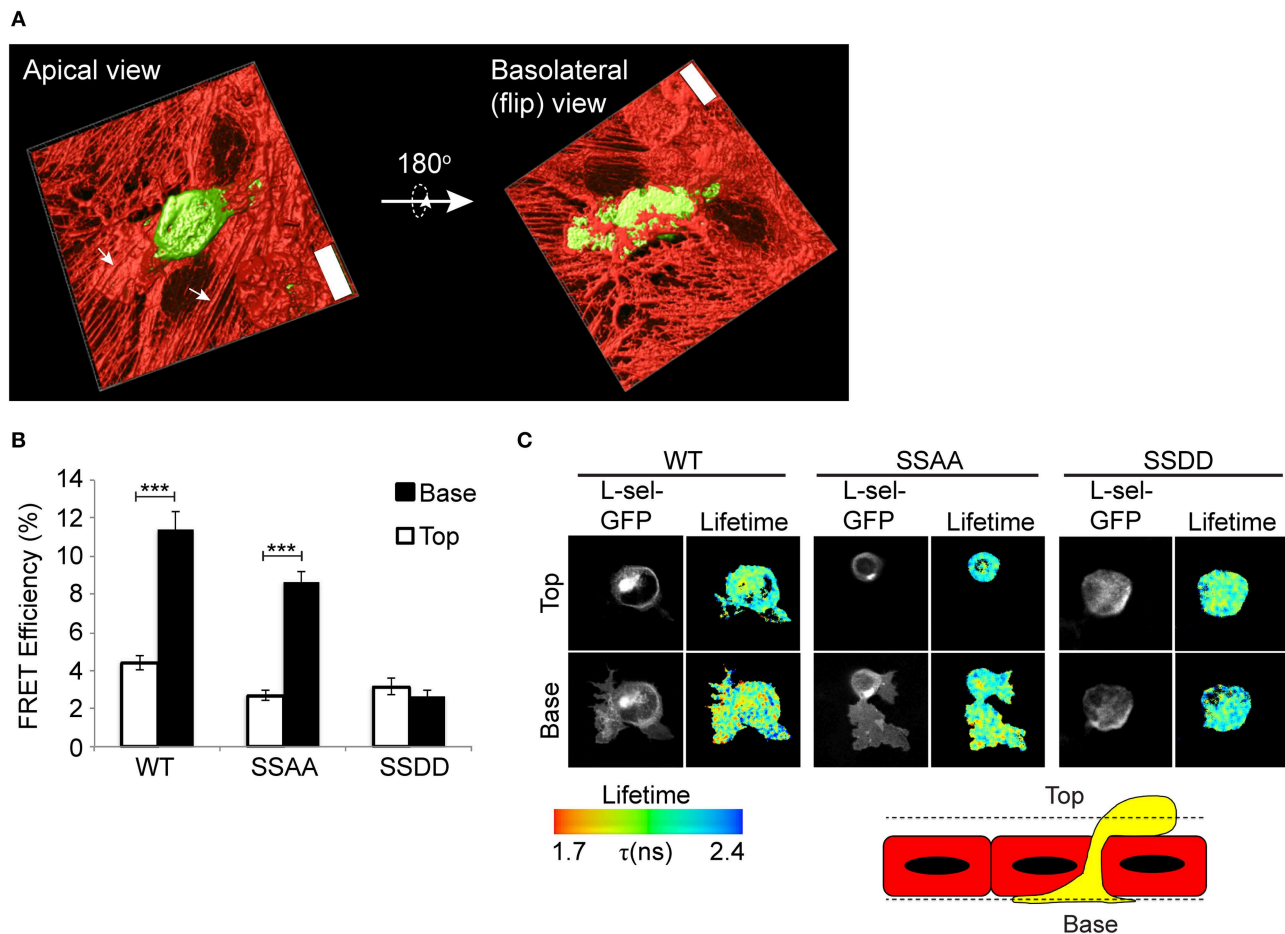 A
Apical view
Basolateral
(flip) view
180°
B
FRET Efficiency (%)
14
12
10
8
6
4
2
0
***
***
Base
Top
WT
SSAA
SSDD
C
WT
SSAA
SSDD
L-sel-
GFP
Lifetime
L-sel-
GFP
Lifetime
L-sel-
GFP
Lifetime
Top
Base
Lifetime
1.7
τ(ns)
2.4
Top
Base